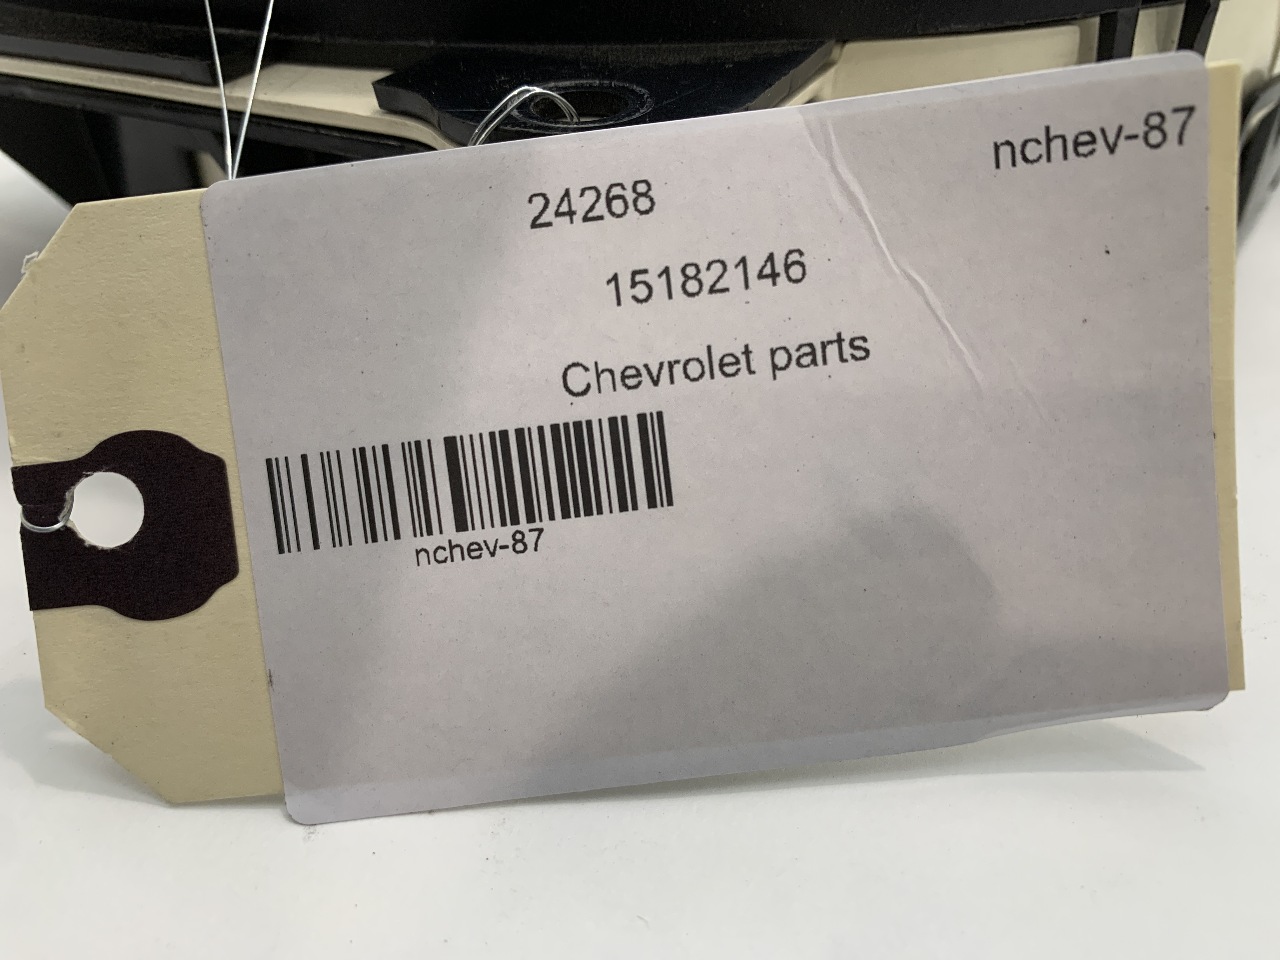 nchev-87
24268
15182146
Chevrolet parts
nchev-87